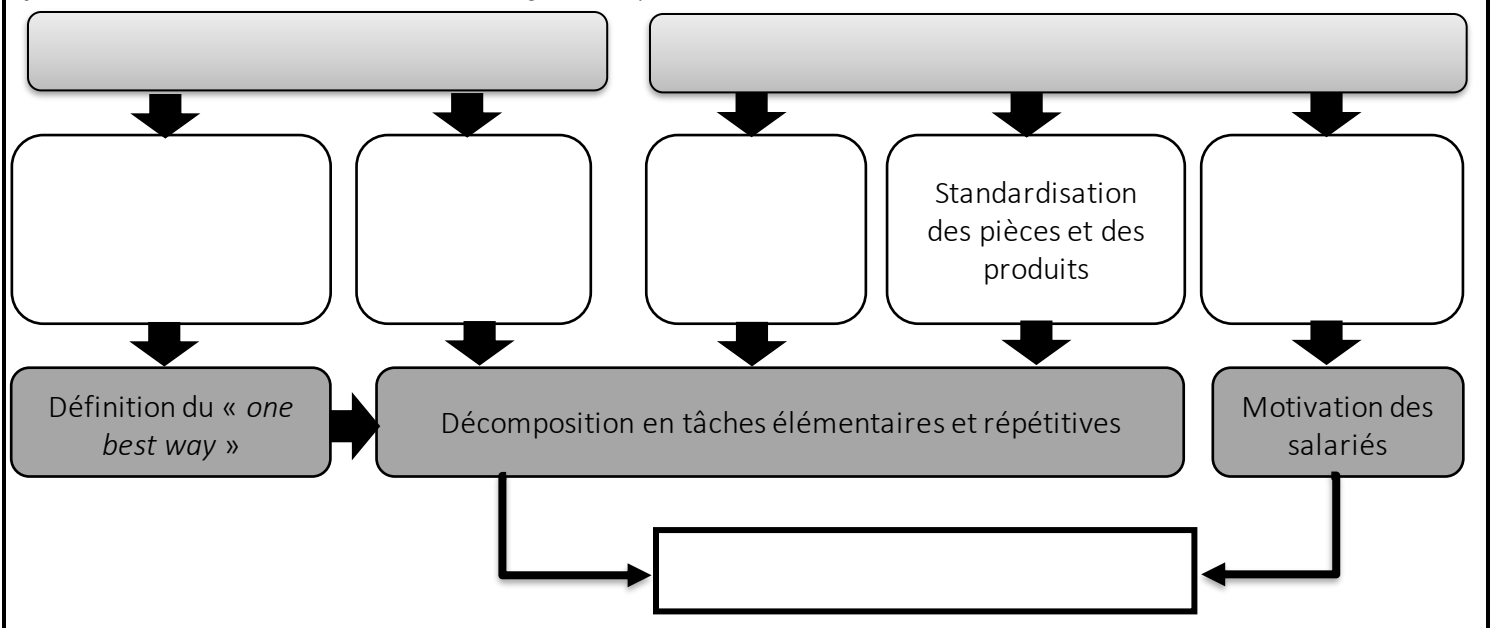 Standardisation
des pièces et des
produits
Définition du « one
best way »
Décomposition en tâches élémentaires et répétitives
Motivation des
salariés